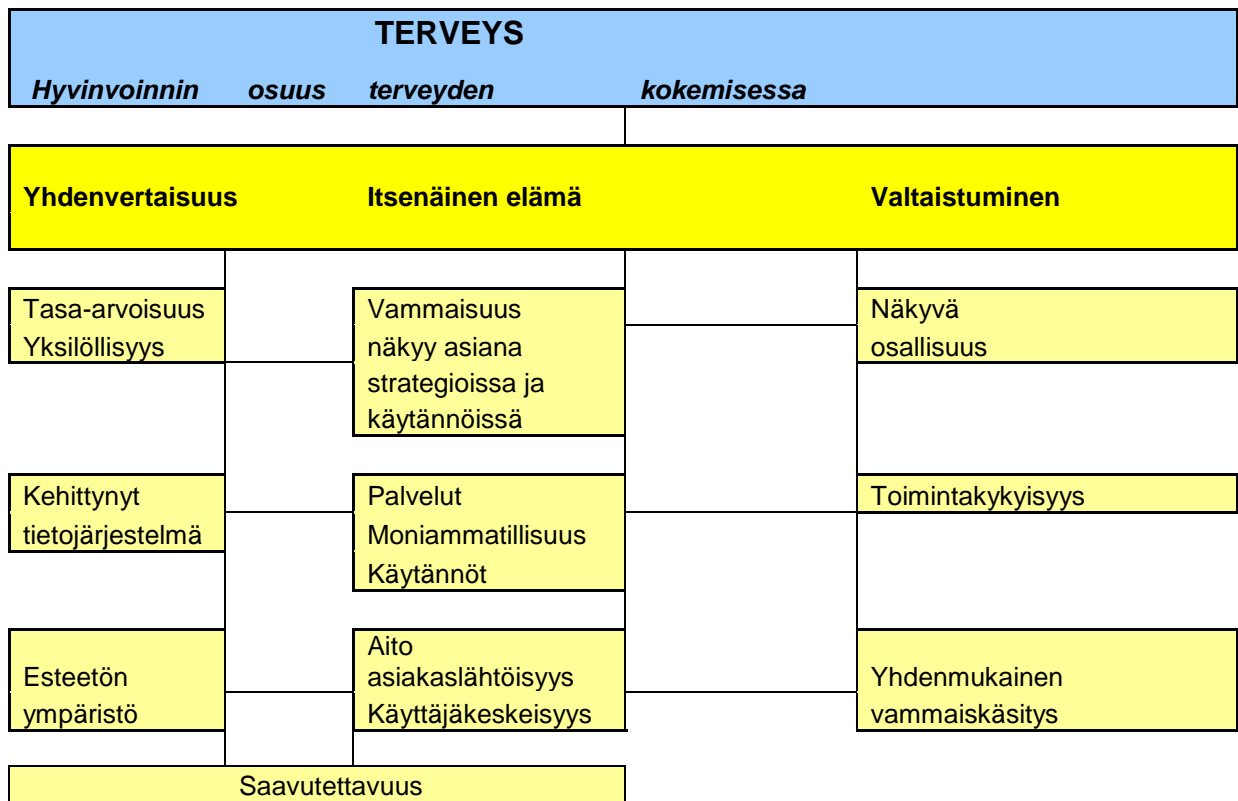 TERVEYS
Hyvinvoinnin osuus terveyden kokemisessa
Yhdenvertaisuus
Itsenäinen elämä
Valtaistuminen
Tasa-arvoisuus
Yksilöllisyys
Vammaisuus
näkyy asiana
strategioissa ja
käytännöissä
Näkyvä
osallisuus
Kehittynyt
tietojärjestelmä
Palvelut
Moniammatillisuus
Käytännöt
Toimintakykyisyys
Esteetön
ympäristö
Aito
asiakaslähtöisyys
Käyttäjäkeskeisyys
Yhdenmukainen
vammaiskäsitys
Saavutettavuus